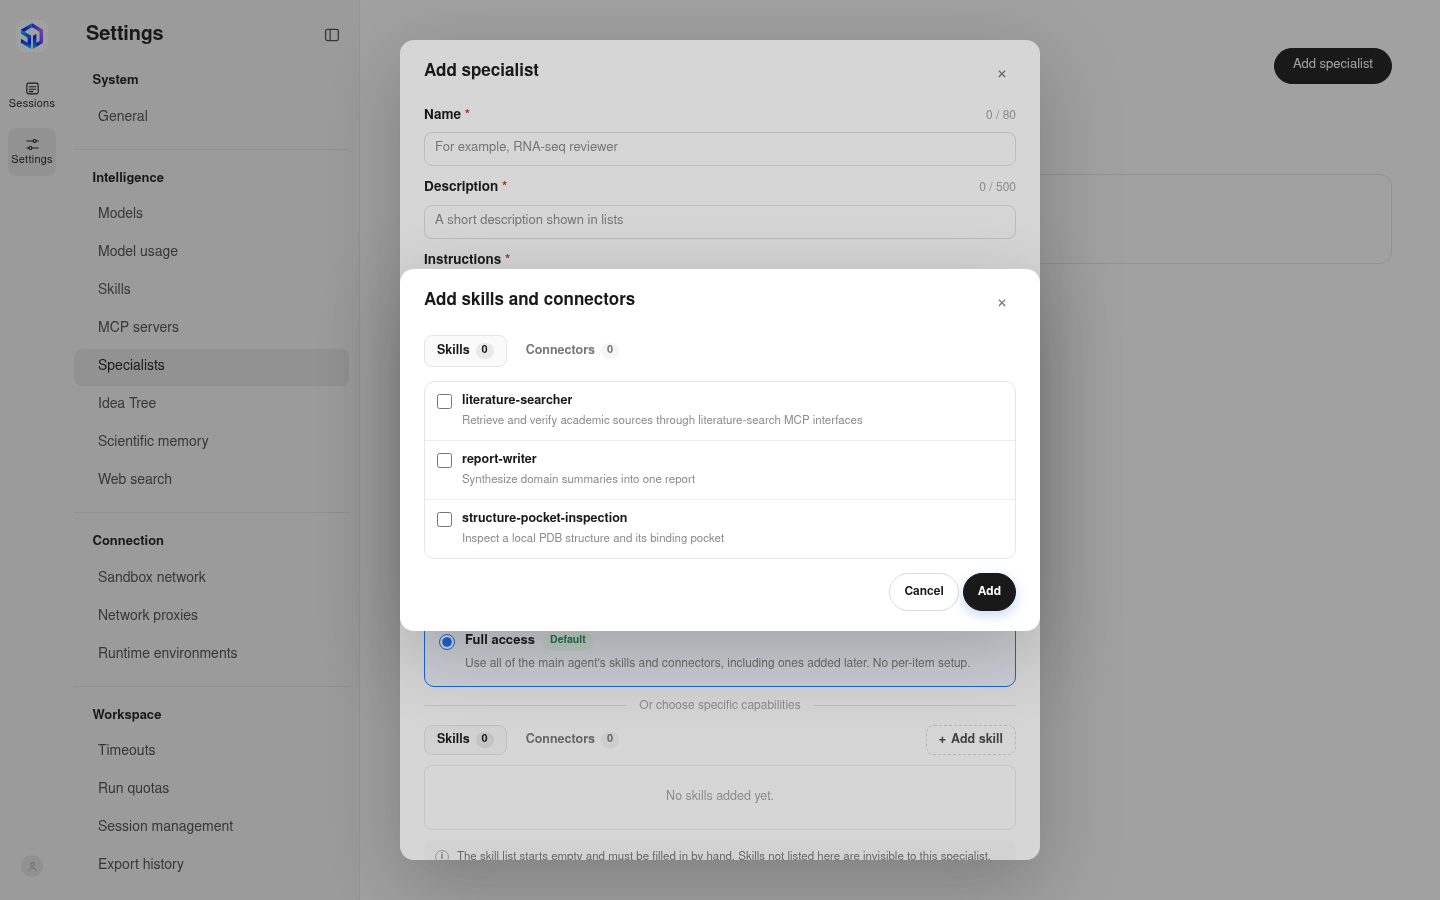 Settings
Sessions
Settings
System
General
Intelligence
Models
Model usage
Skills
MCP servers
Specialists
Idea Tree
Scientific memory
Web search
Connection
Sandbox network
Network proxies
Runtime environments
Workspace
Timeouts
Run quotas
Session management
Export history
Add specialist
Add specialist
×
Name *
0 / 80
For example, RNA-seq reviewer
Description *
0 / 500
A short description shown in lists
Instructions *
Add skills and connectors
×
Skills 0
Connectors 0
literature-searcher
Retrieve and verify academic sources through literature-search MCP interfaces
report-writer
Synthesize domain summaries into one report
structure-pocket-inspection
Inspect a local PDB structure and its binding pocket
Cancel
Add
Full access Default
Use all of the main agent's skills and connectors, including ones added later. No per-item setup.
Or choose specific capabilities
Skills 0
Connectors 0
+ Add skill
No skills added yet.
The skill list starts empty and must be filled in by hand. Skills not listed here are invisible to this specialist.